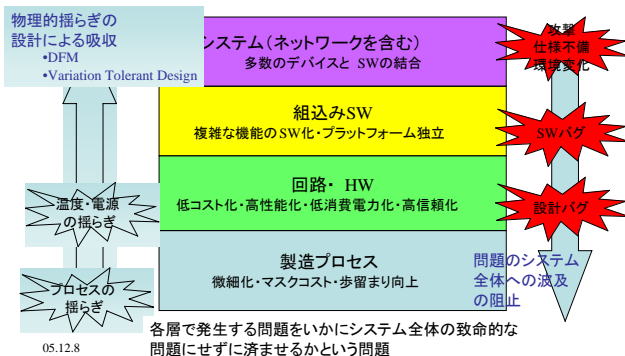 物理的揺らぎの
設計による吸収
•DFM
•Variation Tolerant Design
システム(ネットワークを含む)
多数のデバイスと SWの結合
攻撃
仕様不備
環境変化
組込みSW
複雑な機能のSW化・プラットフォーム独立
SWバグ
回路・ HW
低コスト化・高性能化・低消費電力化・高信頼化
温度・電源
の揺らぎ
設計バグ
製造プロセス
微細化・マスクコスト・歩留まり向上
プロセスの
揺らぎ
問題のシステム
全体への波及
の阻止
05.12.8
各層で発生する問題をいかにシステム全体の致命的な
問題にせずに済ませるかという問題